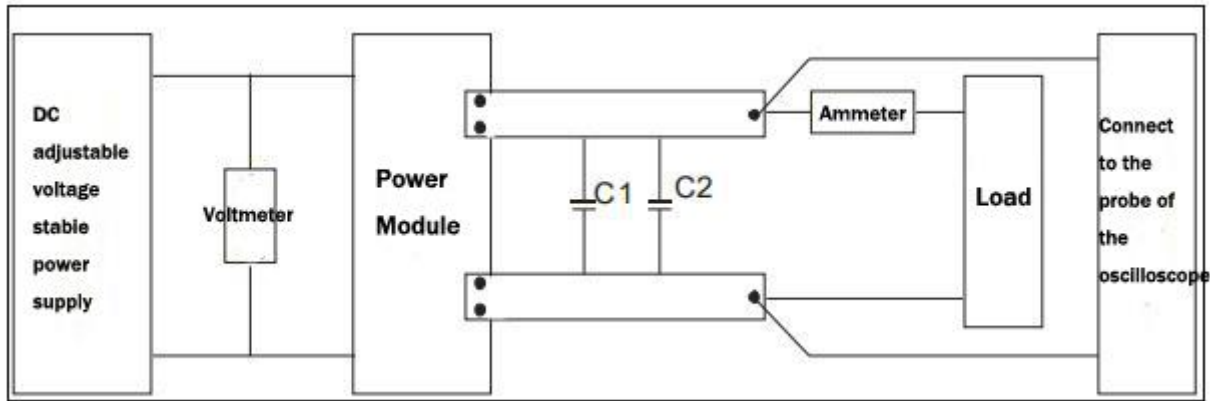 DC
adjustable
voltage
stable
power
supply
Voltmeter
Power
Module
C1
C2
Ammeter
Load
Connect
to the
probe of
the
oscilloscope